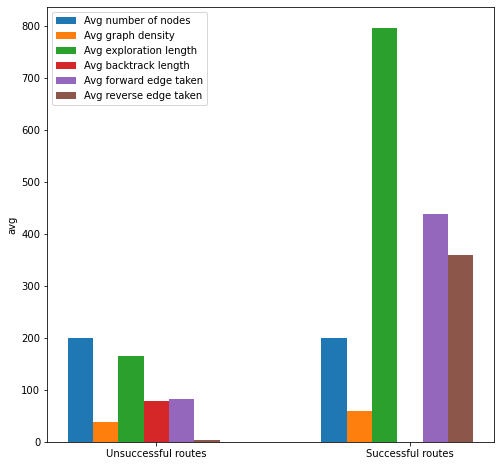 Avg number of nodes
Avg graph density
Avg exploration length
Avg backtrack length
Avg forward edge taken
Avg reverse edge taken
800
700
600
500
400
300
200
100
0
avg
Unsuccessful routes
Successful routes